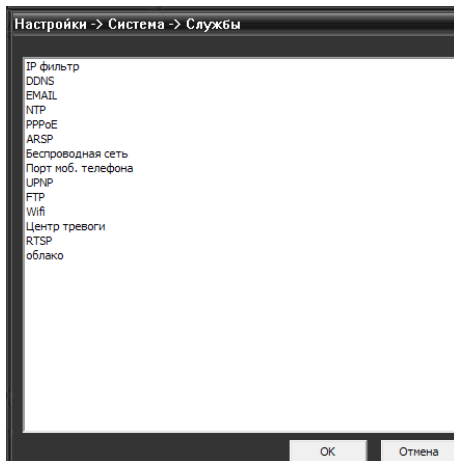 Настройки -> Система -> Службы
IP фильтр
DDNS
EMAIL
NTP
PPPoE
ARSP
Беспроводная сеть
Порт моб. телефона
UPNP
FTP
Wifi
Центр тревоги
RTSP
облако
OK
Отмена